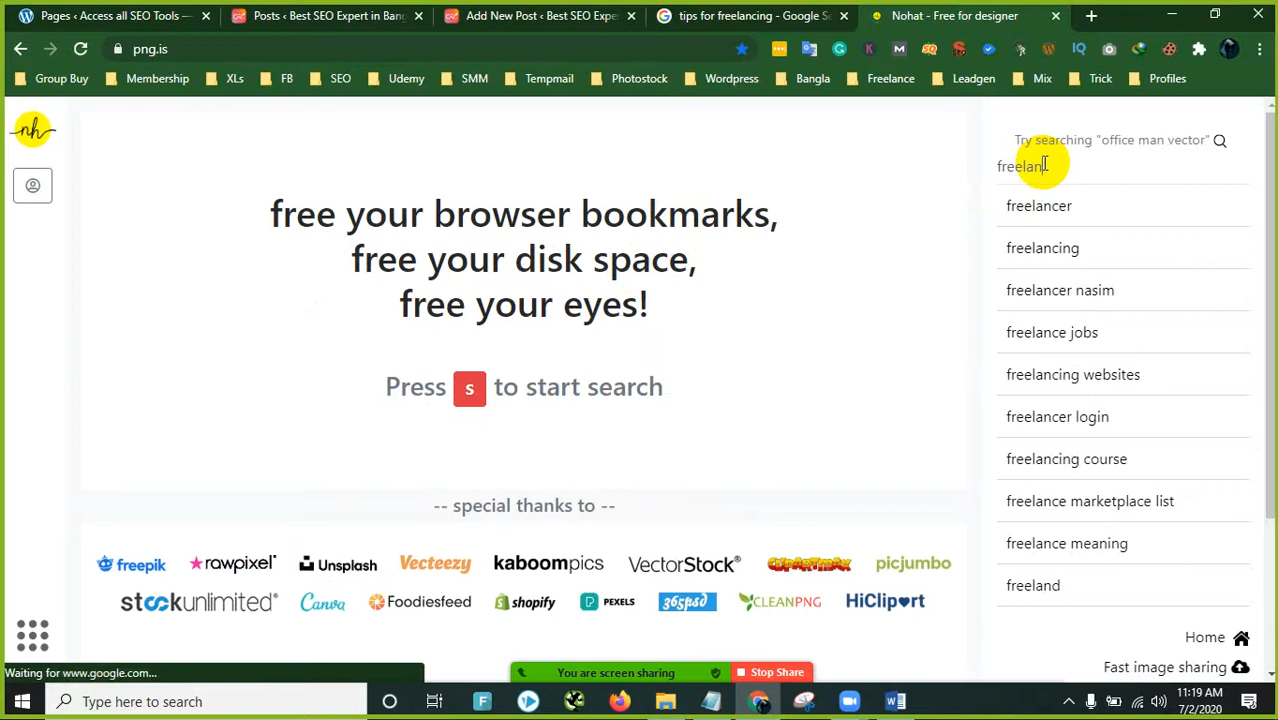 Pages ‹ Access all SEO Tools —
Posts ‹ Best SEO Expert in Bang
Add New Post ‹ Best SEO Expe
tips for freelancing - Google Se
Nohat - Free for designer
png.is
Group Buy
Membership
XLs
FB
SEO
Udemy
SMM
Tempmail
Photostock
Wordpress
Bangla
Freelance
Leadgen
Mix
Trick
Profiles
nh
free your browser bookmarks,
free your disk space,
free your eyes!
Press s to start search
-- special thanks to --
freepik rawpixel Unsplash Vecteezy kaboompics VectorStock CLIPARTMAX picjumbo
stockunlimited Canva Foodiesfeed shopify PEXELS 365psd CLEANPNG HiClipart
Try searching "office man vector"
freelan
freelancer
freelancing
freelancer nasim
freelance jobs
freelancing websites
freelancer login
freelancing course
freelance marketplace list
freelance meaning
freeland
Home
Fast image sharing
Waiting for www.google.com...
You are screen sharing
Stop Share
Type here to search
11:19 AM
7/2/2020